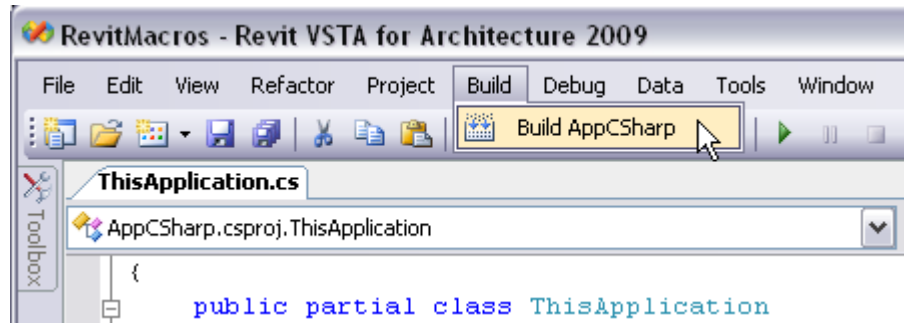 RevitMacros - Revit VSTA for Architecture 2009
File Edit View Refactor Project Build Debug Data Tools Window
Build AppCSharp
Toolbox
ThisApplication.cs
AppCSharp.csproj.ThisApplication
{
public partial class ThisApplication